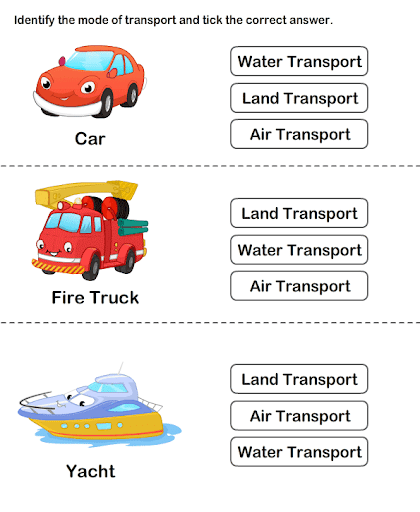 Identify the mode of transport and tick the correct answer.
Car
Water Transport
Land Transport
Air Transport
Fire Truck
Land Transport
Water Transport
Air Transport
Yacht
Land Transport
Air Transport
Water Transport